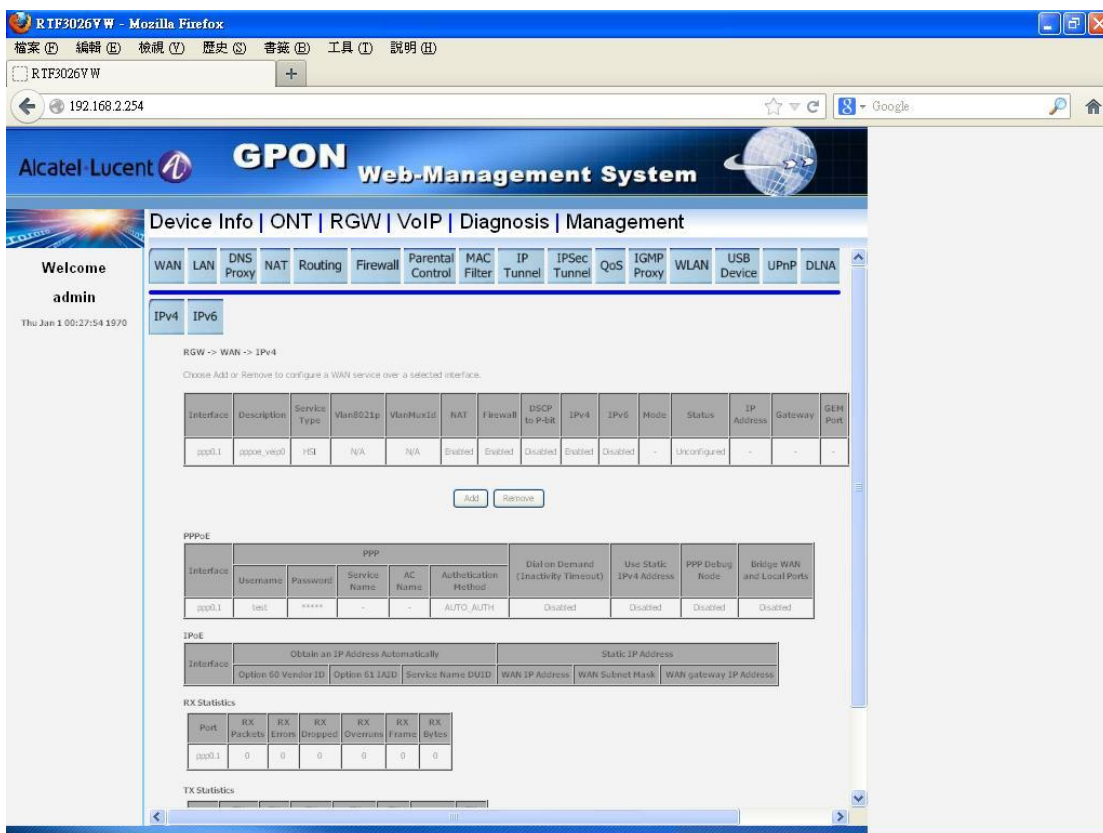 RTF3026VW - Mozilla Firefox
檔案(F) 編輯(E) 檢視(V) 歷史(S) 書籤(B) 工具(T) 說明(H)
RTF3026VW +
192.168.2.254 8 Google
Alcatel·Lucent GPON Web-Management System
Device Info | ONT | RGW | VoIP | Diagnosis | Management
Welcome
admin
Thu Jan 1 00:27:54 1970
WAN LAN DNS Proxy NAT Routing Firewall Parental Control MAC Filter IP Tunnel IPSec Tunnel QoS IGMP Proxy WLAN USB Device UPnP DLNA
IPv4 IPv6
RGW -> WAN -> IPv4
Choose Add or Remove to configure a WAN service over a selected interface.
Interface Description Service Type Vlan8021p VlanMuxId NAT Firewall DSCP to P-bit IPv4 IPv6 Mode Status IP Address Gateway GEM Port
ppp0.1 pppoe_veip0 HSI N/A N/A Enabled Enabled Disabled Enabled Disabled - Unconfigured - - -
Add Remove
PPPoE
Interface PPP Dial on Demand (Inactivity Timeout) Use Static IPv4 Address PPP Debug Node Bridge WAN and Local Ports
Username Password Service Name AC Name Authetication Method
ppp0.1 test ***** - - AUTO_AUTH Disabled Disabled Disabled Disabled
IPoE
Interface Obtain an IP Address Automatically Static IP Address
Option 60 Vendor ID Option 61 IAID Service Name DUID WAN IP Address WAN Subnet Mask WAN gateway IP Address
RX Statistics
Port RX Packets RX Errors RX Dropped RX Overruns RX Frame RX Bytes
ppp0.1 0 0 0 0 0 0
TX Statistics